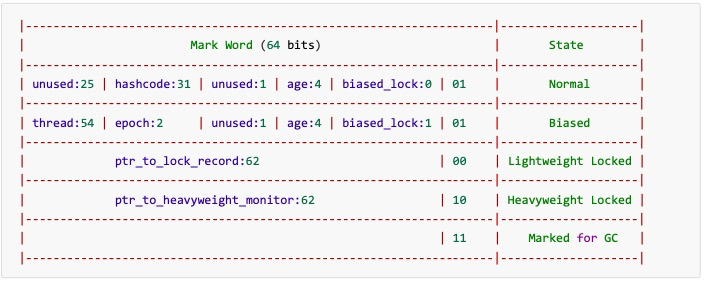 |--------------------------------------------------------------------|--------------------|
| Mark Word (64 bits) | State |
|--------------------------------------------------------------------|--------------------|
| unused:25 | hashcode:31 | unused:1 | age:4 | biased_lock:0 | 01 | Normal |
|--------------------------------------------------------------------|--------------------|
| thread:54 | epoch:2 | unused:1 | age:4 | biased_lock:1 | 01 | Biased |
|--------------------------------------------------------------------|--------------------|
| ptr_to_lock_record:62 | 00 | Lightweight Locked |
|--------------------------------------------------------------------|--------------------|
| ptr_to_heavyweight_monitor:62 | 10 | Heavyweight Locked |
|--------------------------------------------------------------------|--------------------|
| | 11 | Marked for GC |
|--------------------------------------------------------------------|--------------------|